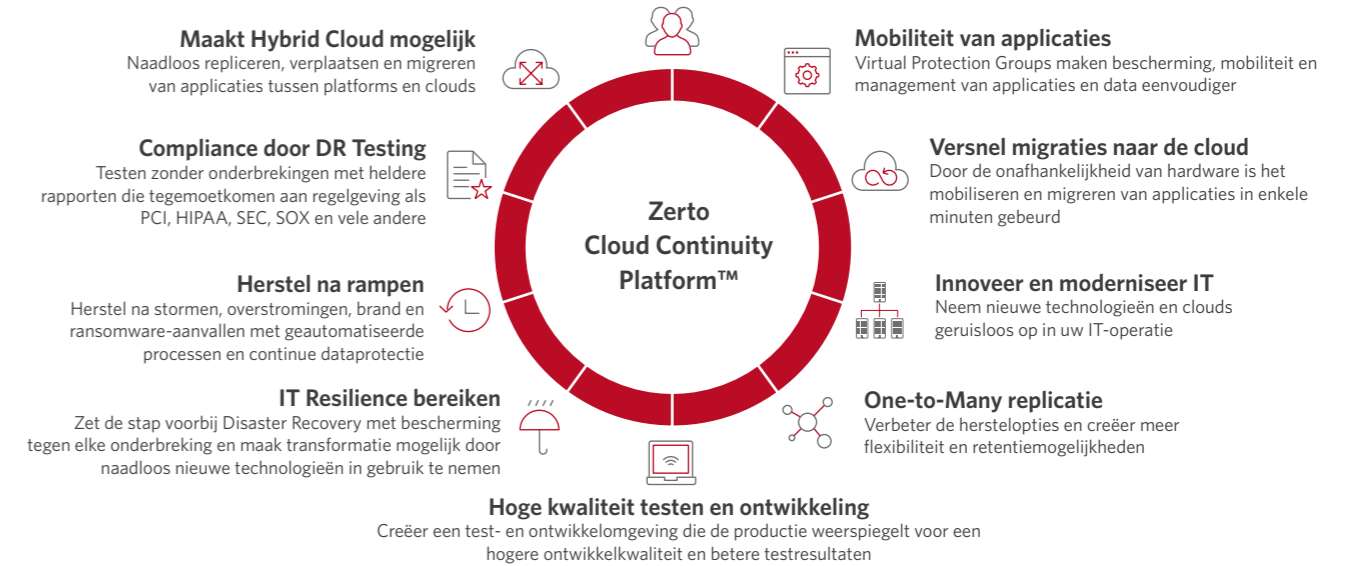 Maakt Hybrid Cloud mogelijk
Naadloos repliceren, verplaatsen en migreren
van applicaties tussen platforms en clouds
Compliance door DR Testing
Testen zonder onderbrekingen met heldere
rapporten die tegemoetkomen aan regelgeving als
PCI, HIPAA, SEC, SOX en vele andere
Herstel na rampen
Herstel na stormen, overstromingen, brand en
ransomware-aanvallen met geautomatiseerde
processen en continue dataprotectie
IT Resilience bereiken
Zet de stap voorbij Disaster Recovery met bescherming
tegen elke onderbreking en maak transformatie mogelijk door
naadloos nieuwe technologieën in gebruik te nemen
Zerto
Cloud Continuity
Platform™
Mobiliteit van applicaties
Virtual Protection Groups maken bescherming, mobiliteit en
management van applicaties en data eenvoudiger
Versnel migraties naar de cloud
Door de onafhankelijkheid van hardware is het
mobiliseren en migreren van applicaties in enkele
minuten gebeurd
Innoveer en moderniseer IT
Neem nieuwe technologieën en clouds
geruisloos op in uw IT-operatie
One-to-Many replicatie
Verbeter de herstelopties en creëer meer
flexibiliteit en retentiemogelijkheden
Hoge kwaliteit testen en ontwikkeling
Creëer een test- en ontwikkelomgeving die de productie weerspiegelt voor een
hogere ontwikkelkwaliteit en betere testresultaten